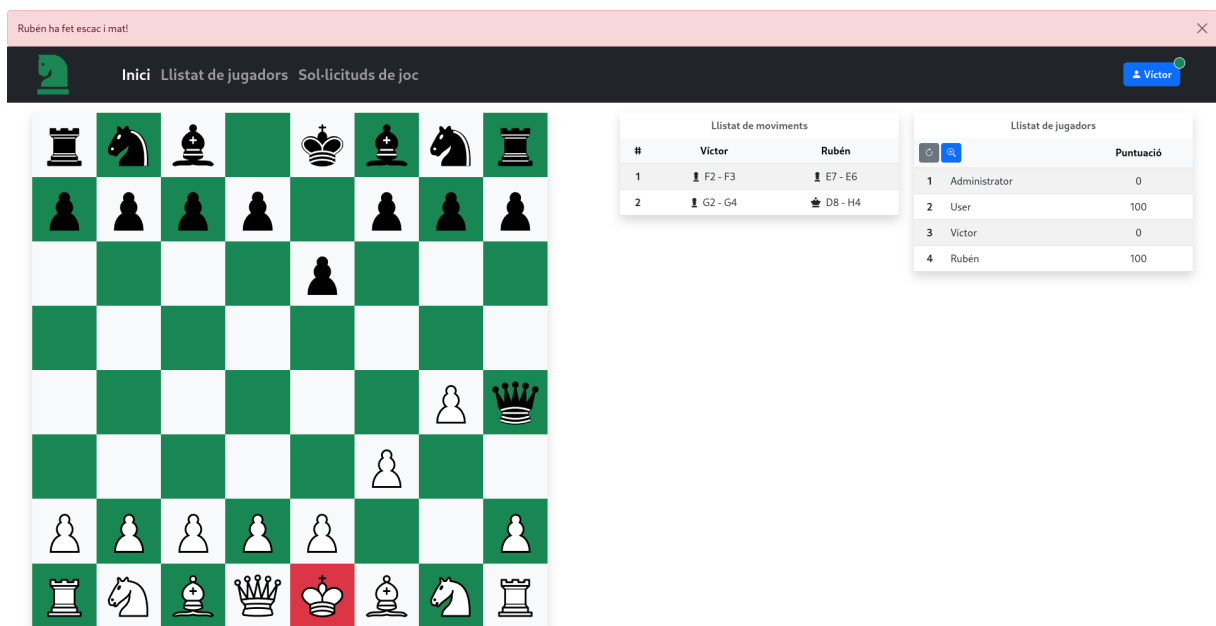 Rubén ha fet escac i mat!
Inici Llistat de jugadors Sol·licituds de joc
Víctor
Llistat de moviments
# Víctor Rubén
1 F2 - F3 E7 - E6
2 G2 - G4 D8 - H4
Llistat de jugadors
Puntuació
1 Administrator 0
2 User 100
3 Víctor 0
4 Rubén 100